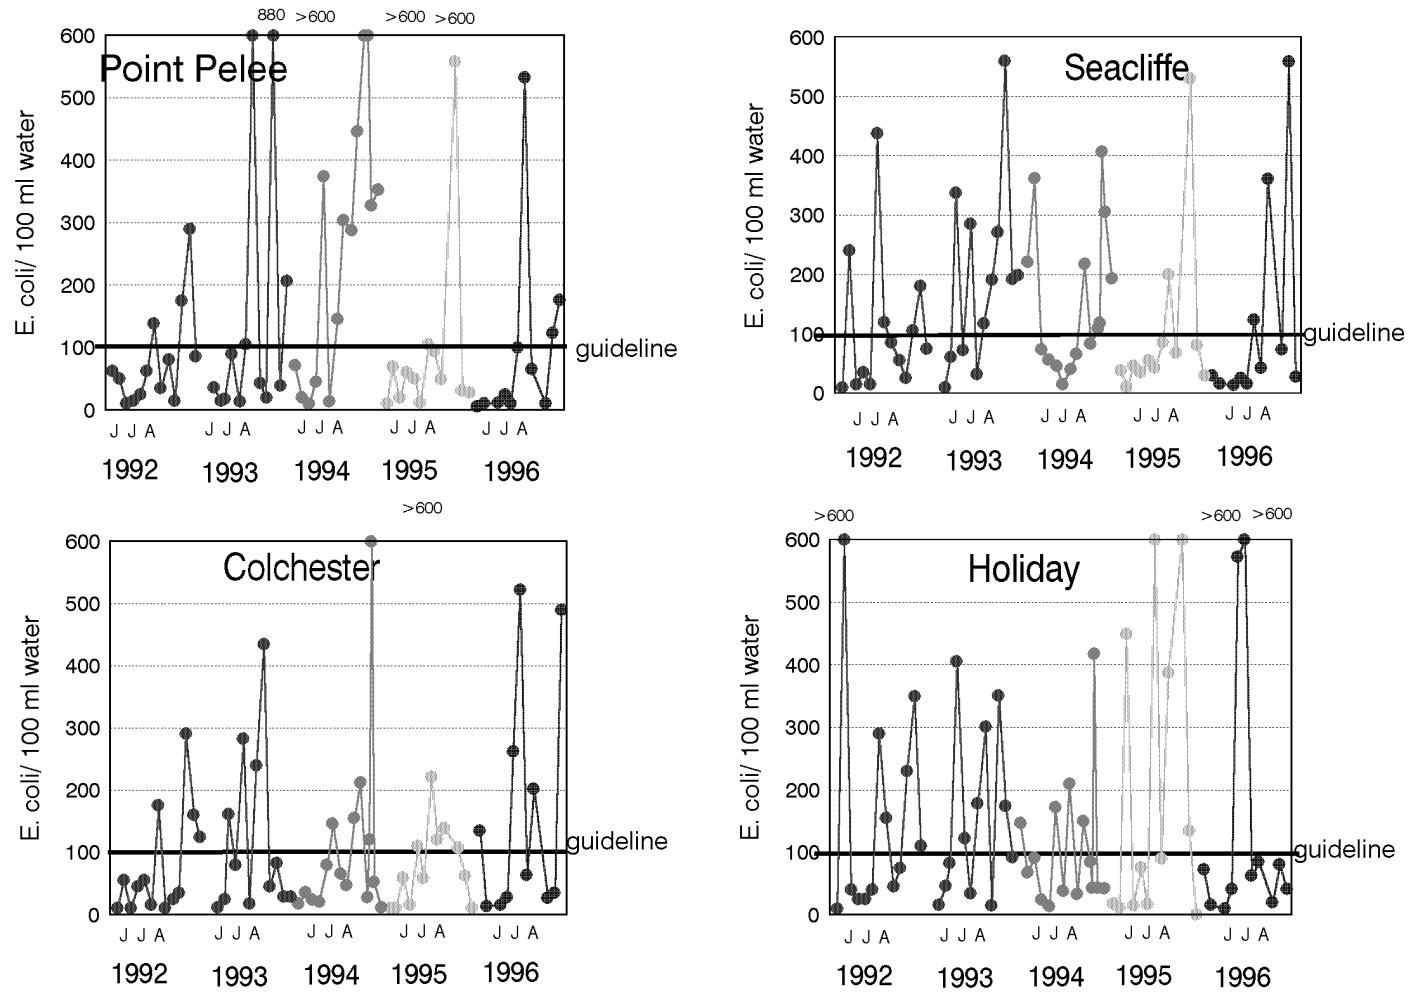 880 >600 >600 >600
600
Point Pelee
500
400
300
200
100
0
E. coli/ 100 ml water
guideline
J J A J J A J J A J J A J J A
1992 1993 1994 1995 1996
600
Seacliffe
500
400
300
200
100
0
E. coli/ 100 ml water
guideline
J J A J J A J J A J J A J J A
1992 1993 1994 1995 1996
>600
600
Colchester
500
400
300
200
100
0
E. coli/ 100 ml water
guideline
J J A J J A J J A J J A J J A
1992 1993 1994 1995 1996
>600 >600 >600
600
Holiday
500
400
300
200
100
0
E. coli/ 100 ml water
guideline
J J A J J A J J A J J A J J A
1992 1993 1994 1995 1996